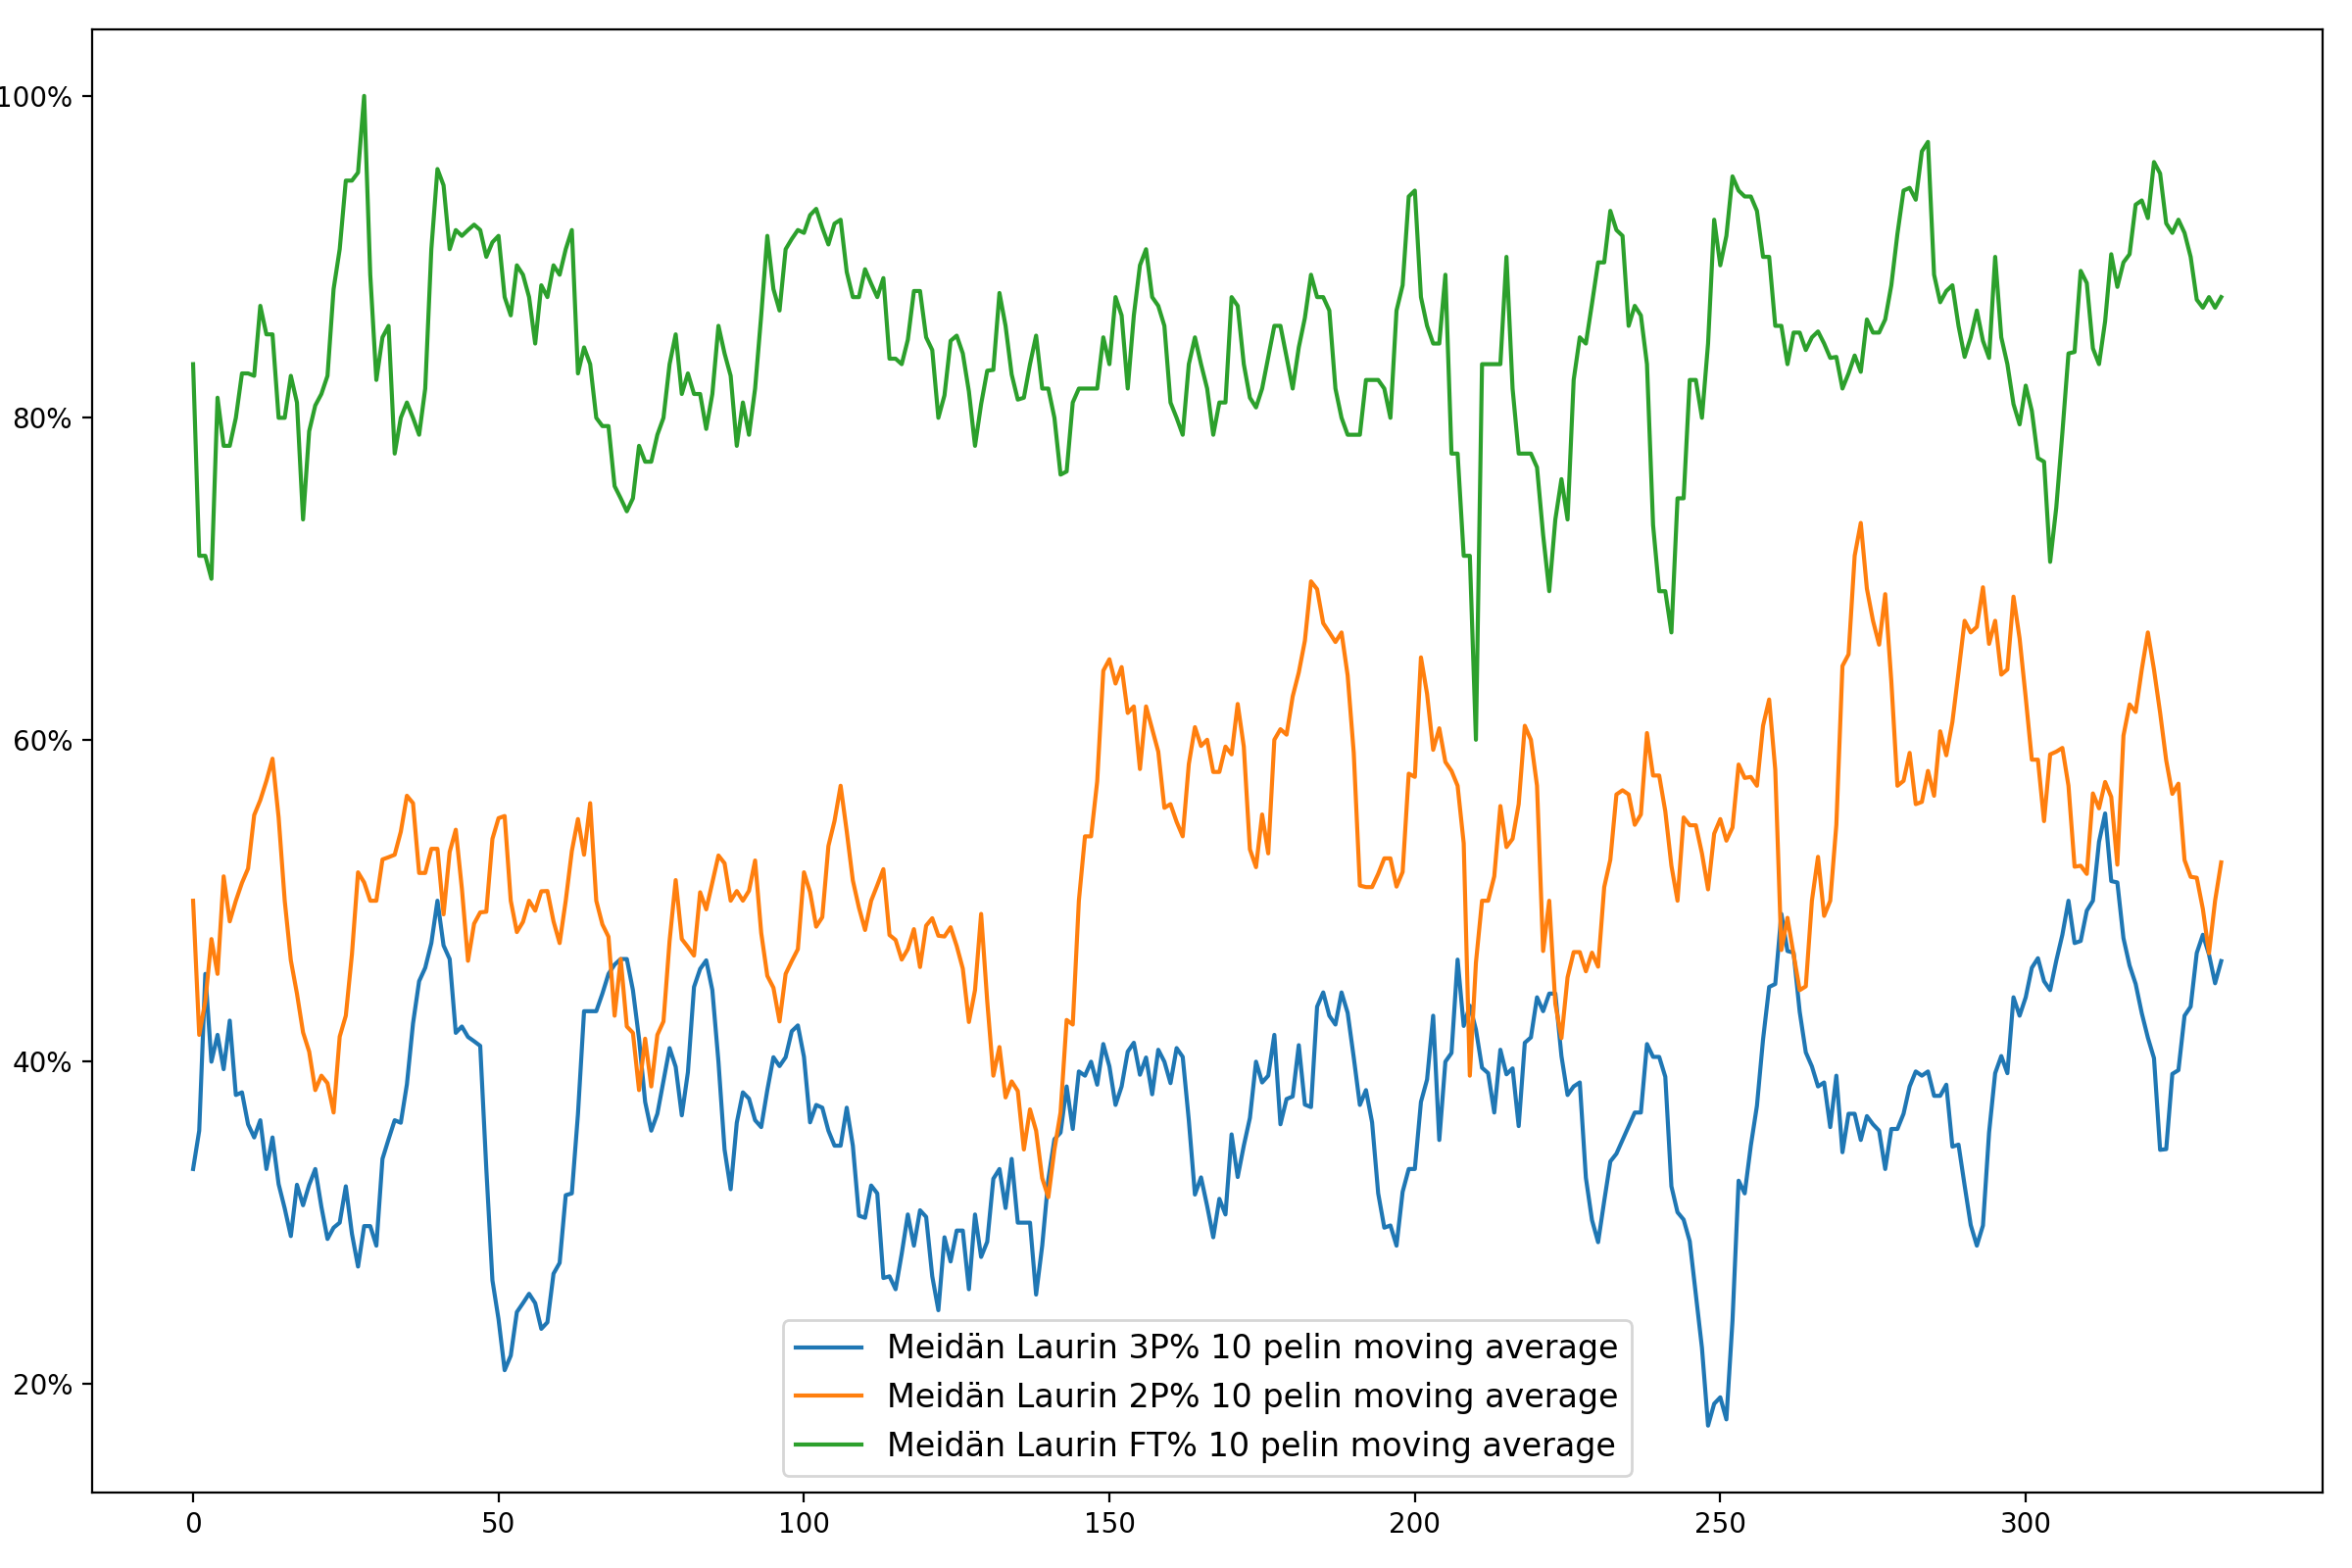 100%
80%
60%
40%
20%
Meidän Laurin 3P% 10 pelin moving average
Meidän Laurin 2P% 10 pelin moving average
Meidän Laurin FT% 10 pelin moving average
0 50 100 150 200 250 300